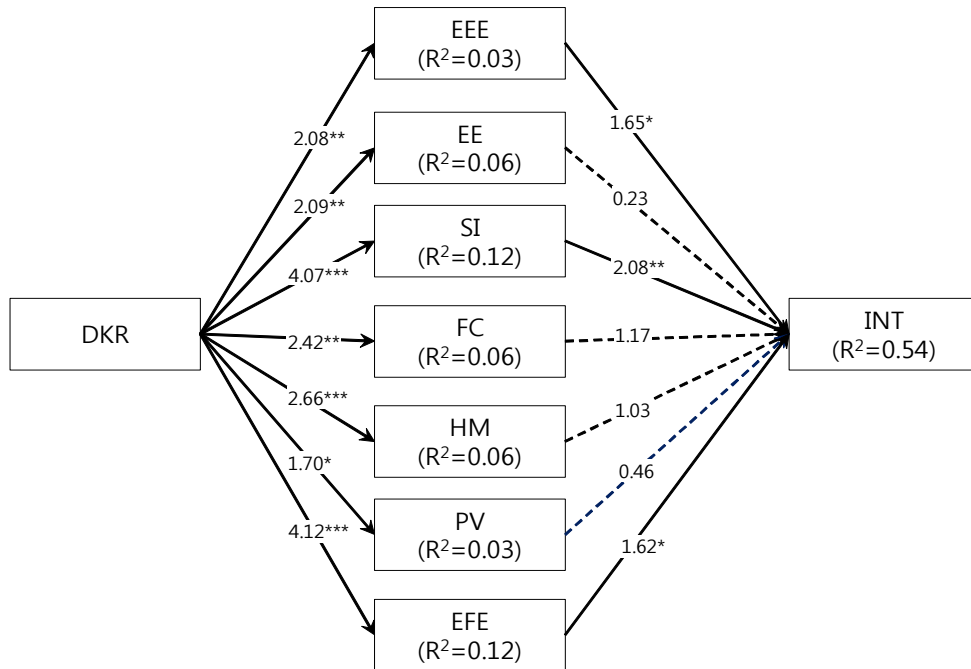 EEE
(R²=0.03)
2.08**
1.65*
EE
(R²=0.06)
2.09**
0.23
SI
(R²=0.12)
4.07***
2.08**
DKR
FC
(R²=0.06)
2.42**
1.17
INT
(R²=0.54)
HM
(R²=0.06)
2.66***
1.03
PV
(R²=0.03)
1.70*
0.46
EFE
(R²=0.12)
4.12***
1.62*